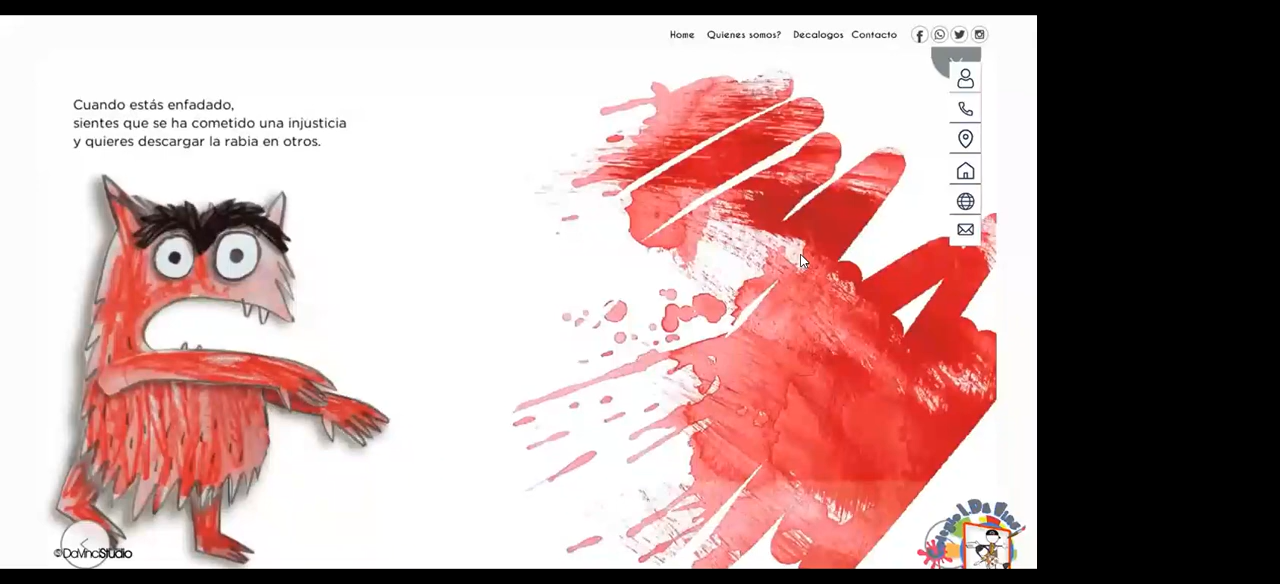 Home Quienes somos? Decalogos Contacto
Cuando estás enfadado,
sientes que se ha cometido una injusticia
y quieres descargar la rabia en otros.
©DaVinciStudio